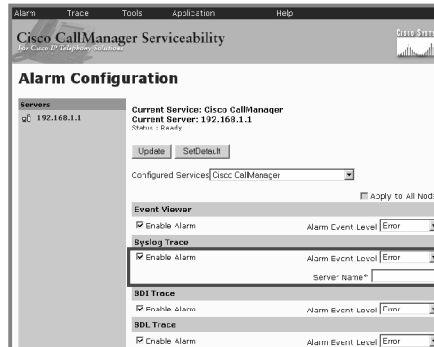 Alarm Trace Tools Application Help
Cisco CallManager Serviceability
For Cisco IP Telephony Solutions
Alarm Configuration
Servers
192.168.1.1
Current Service: Cisco CallManager
Current Server: 192.168.1.1
Status : Ready
Update SetDefault
Configured Services Cisco CallManager
Apply to All Nod
Event Viewer
Enable Alarm Alarm Event Level Error
Syslog Trace
Enable Alarm Alarm Event Level Error
Server Name*
SDI Trace
Enable Alarm Alarm Event Level Error
SDL Trace
Enable Alarm Alarm Event Level Error